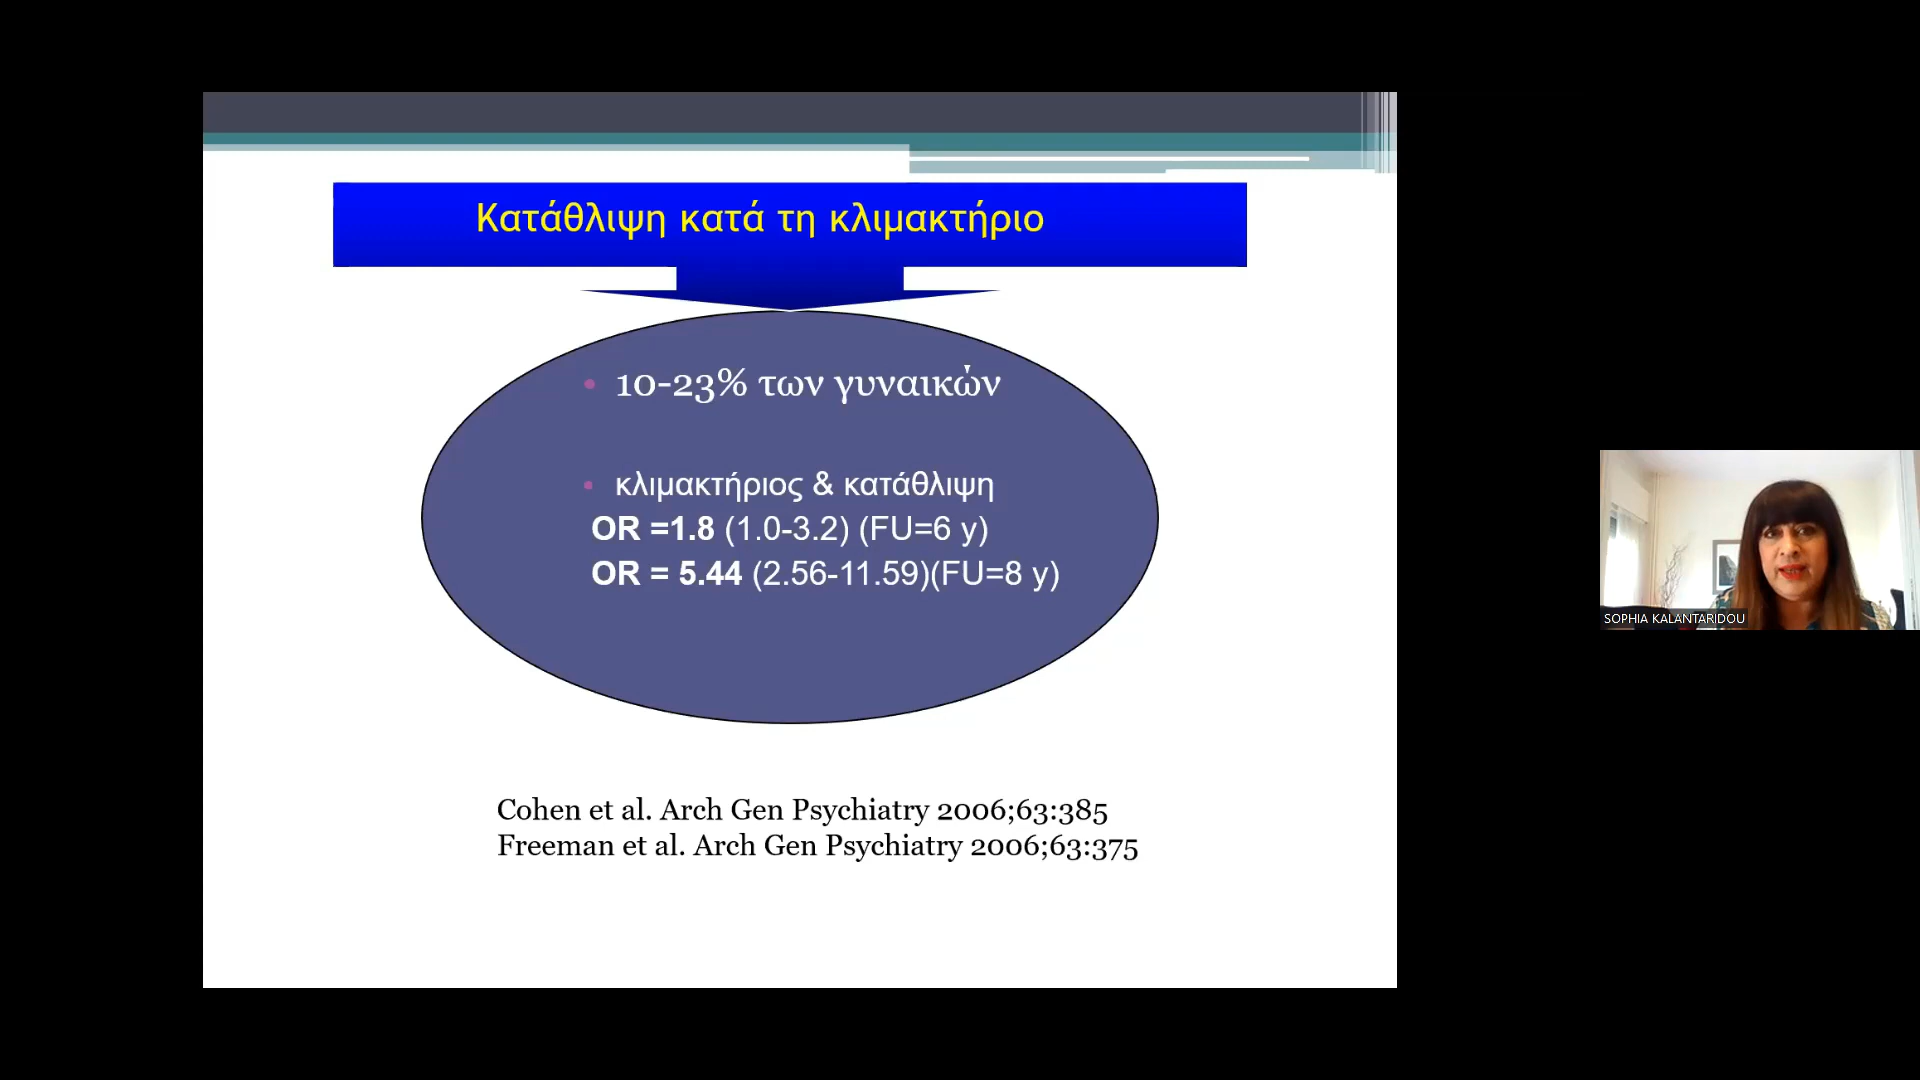 Κατάθλιψη κατά τη κλιμακτήριο
• 10-23% των γυναικών
• κλιμακτήριος & κατάθλιψη
OR =1.8 (1.0-3.2) (FU=6 y)
OR = 5.44 (2.56-11.59)(FU=8 y)
Cohen et al. Arch Gen Psychiatry 2006;63:385
Freeman et al. Arch Gen Psychiatry 2006;63:375
SOPHIA KALANTARIDOU